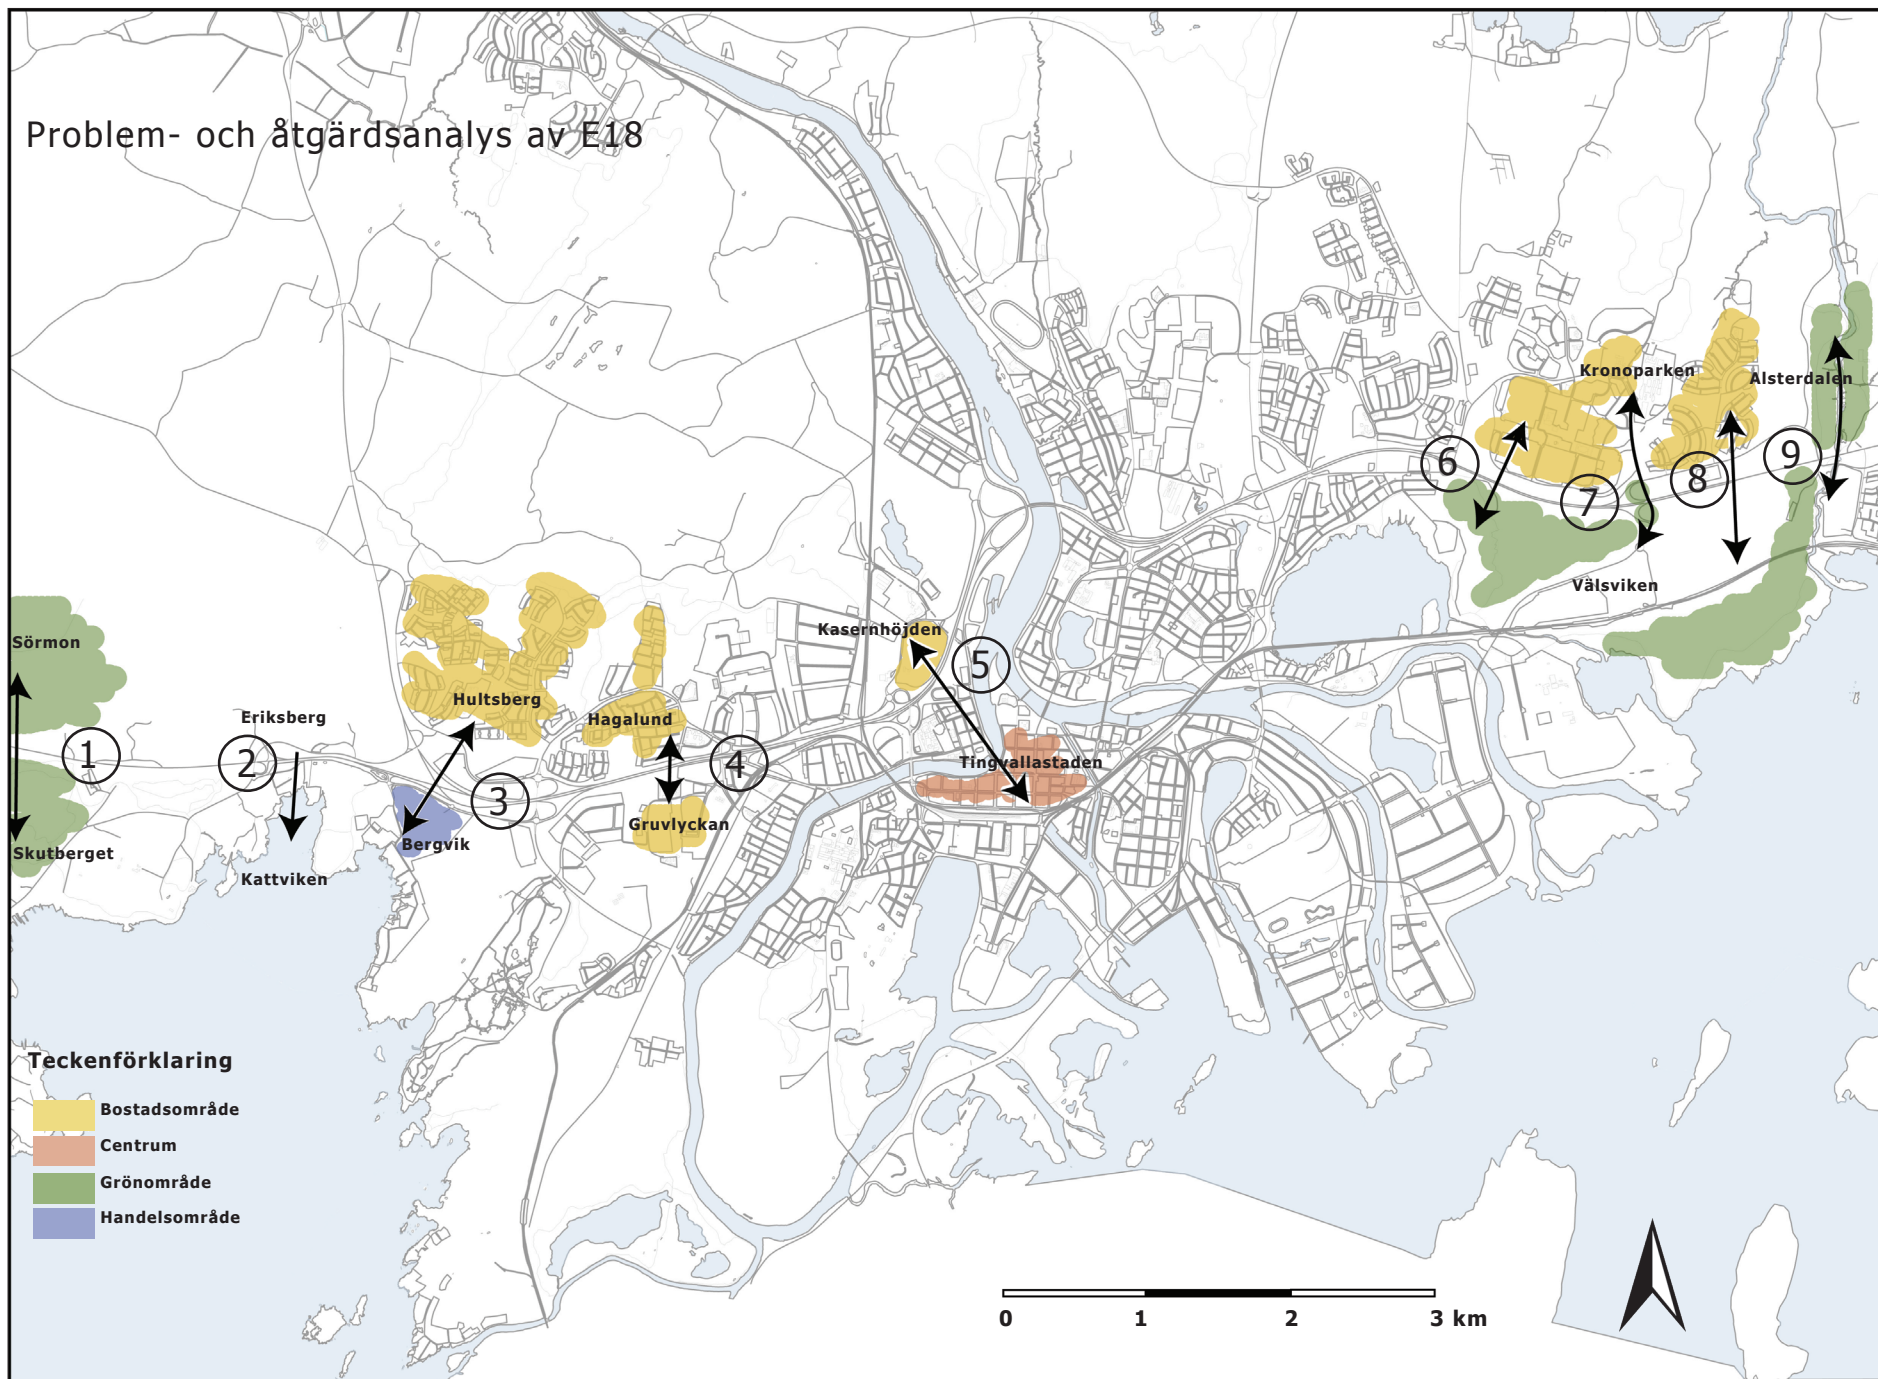 Problem- och åtgärdsanalys av E18
Kronoparken
Alsterdalen
6
9
8
7
Välsviken
Kasernhöjden
5
Sörmon
Hultsberg
Eriksberg
Hagalund
1
2
4
Tingvallastaden
3
Gruvlyckan
Bergvik
Skutberget
Kattviken
Teckenförklaring
Bostadsområde
Centrum
Grönområde
Handelsområde
0 1 2 3 km